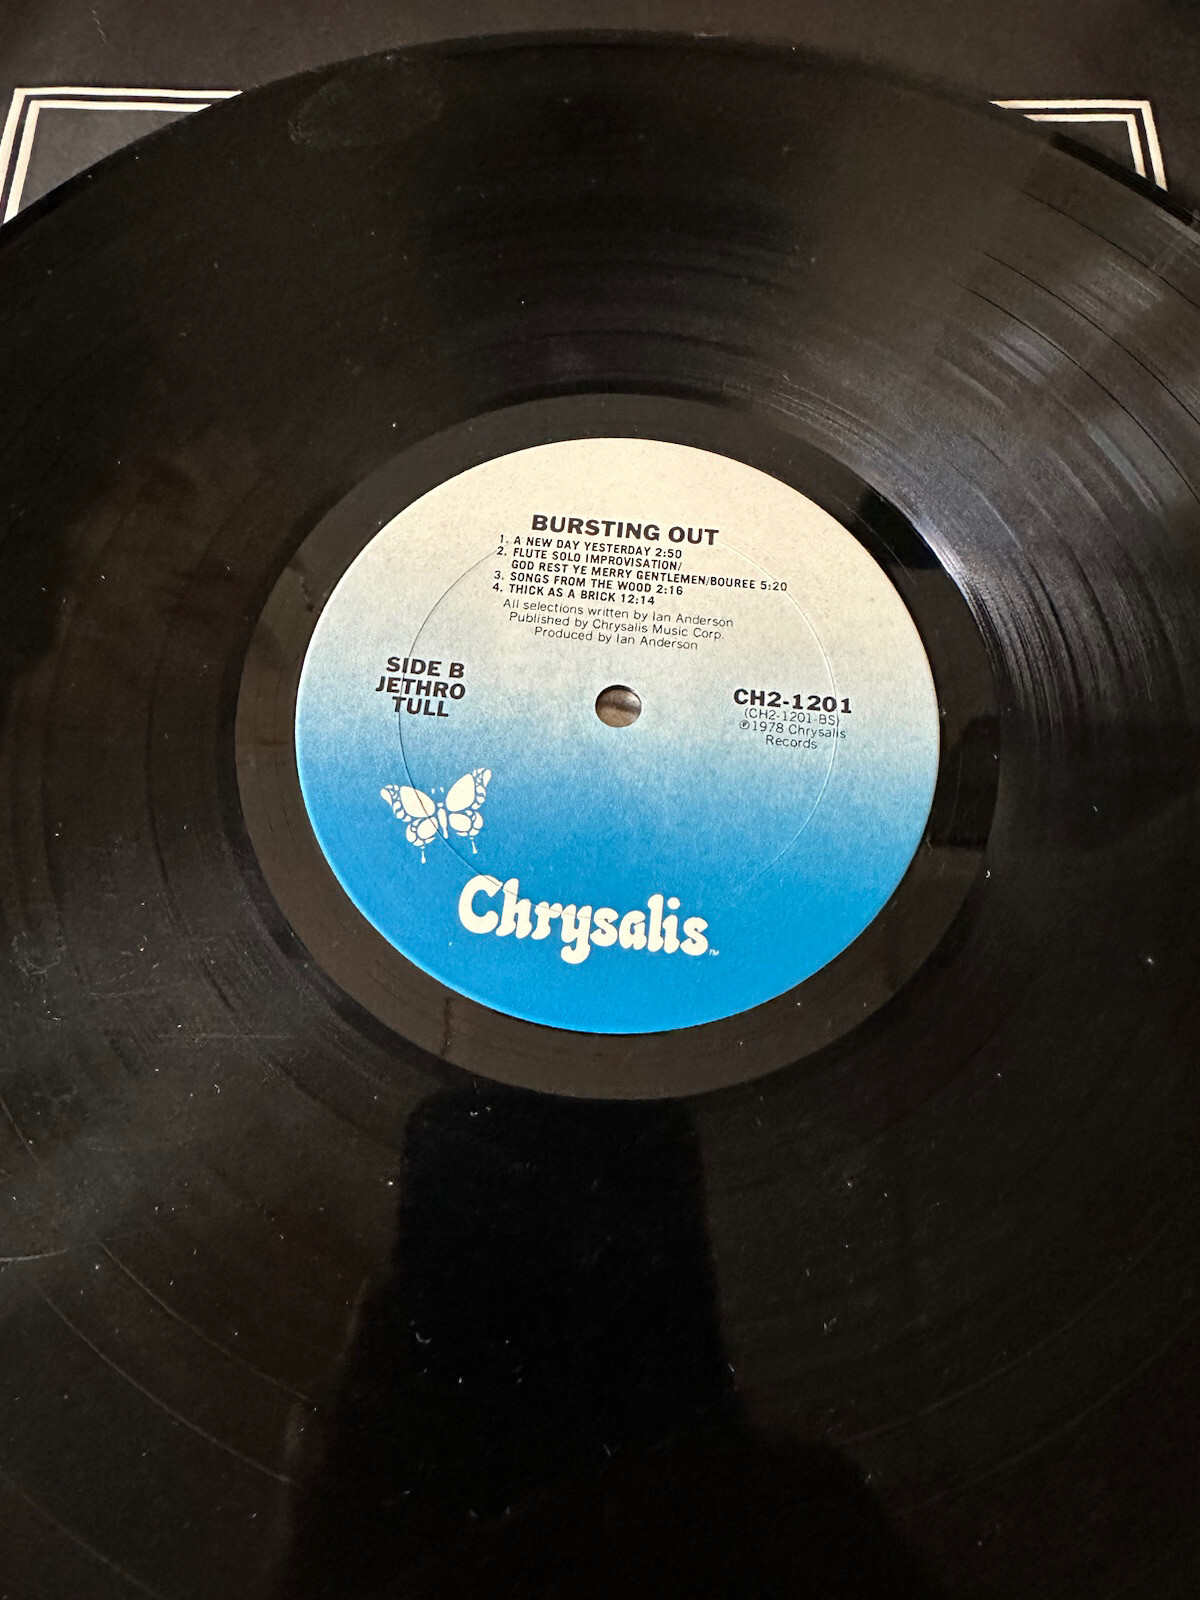 BURSTING OUT
1. A NEW DAY YESTERDAY 2:50
2. FLUTE SOLO IMPROVISATION/
GOD REST YE MERRY GENTLEMEN/BOUREE 5:20
3. SONGS FROM THE WOOD 2:16
4. THICK AS A BRICK 12:14
All selections written by Ian Anderson
Published by Chrysalis Music Corp.
Produced by Ian Anderson
SIDE B
JETHRO
TULL
CH2-1201
(CH2-1201-BS)
℗1978 Chrysalis
Records
Chrysalis™